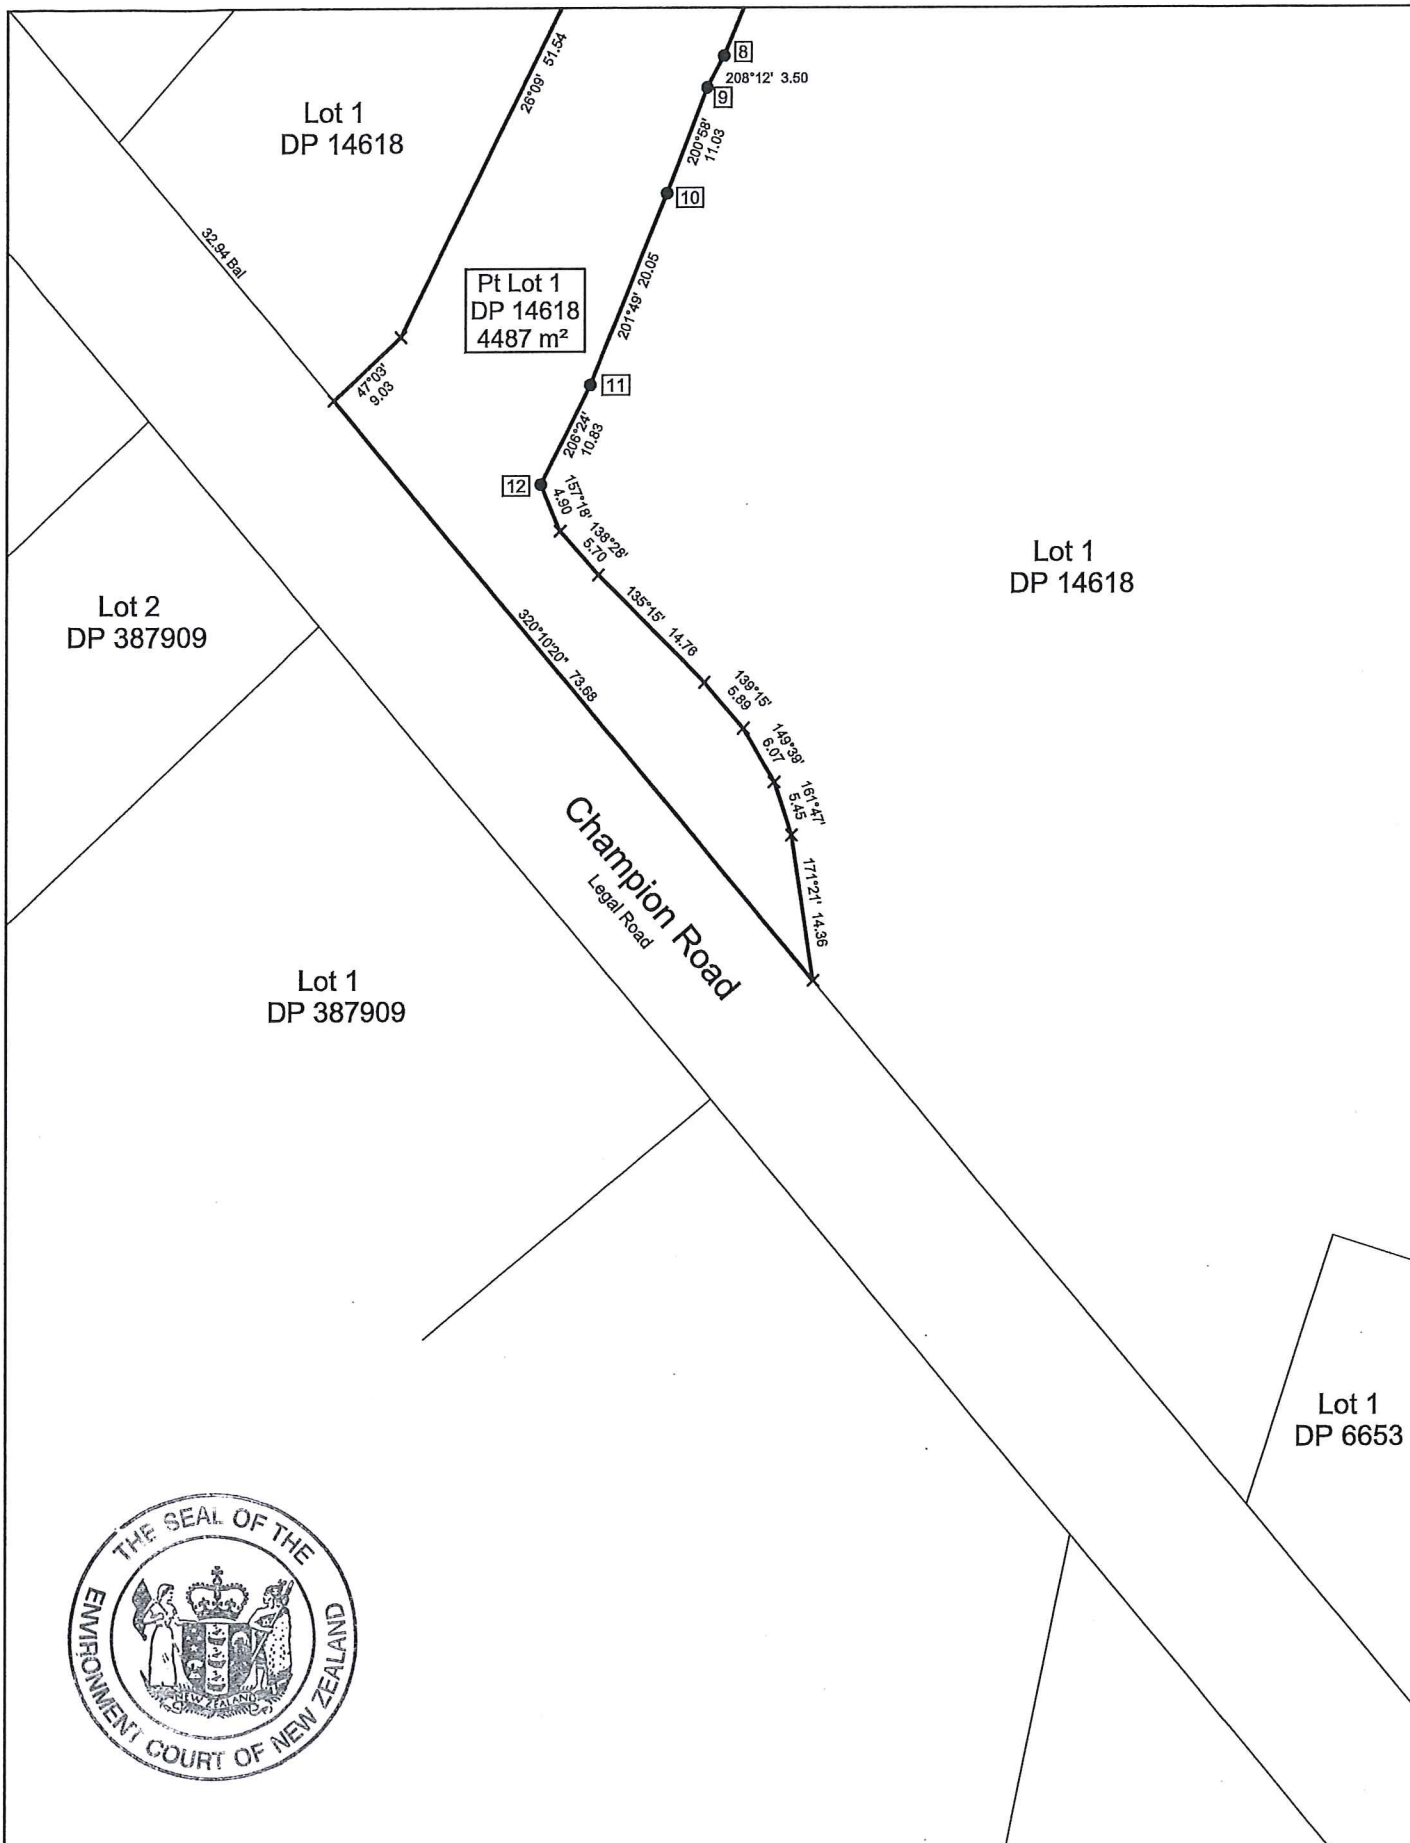 26°09' 51.54
8
208°12' 3.50
9
Lot 1
DP 14618
200°58'
11.03
10
32.94 Bal
201°49' 20.05
Pt Lot 1
DP 14618
4487 m²
47°03'
9.03
11
206°24'
10.83
12
157°18'
4.90
138°28'
5.70
Lot 1
DP 14618
Lot 2
DP 387909
135°15' 14.76
320°10'20" 73.68
139°15'
5.89
149°39'
6.07
161°47'
5.45
171°21' 14.36
Champion Road
Legal Road
Lot 1
DP 387909
Lot 1
DP 6653
THE SEAL OF THE
ENVIRONMENT COURT OF NEW ZEALAND
NEW ZEALAND